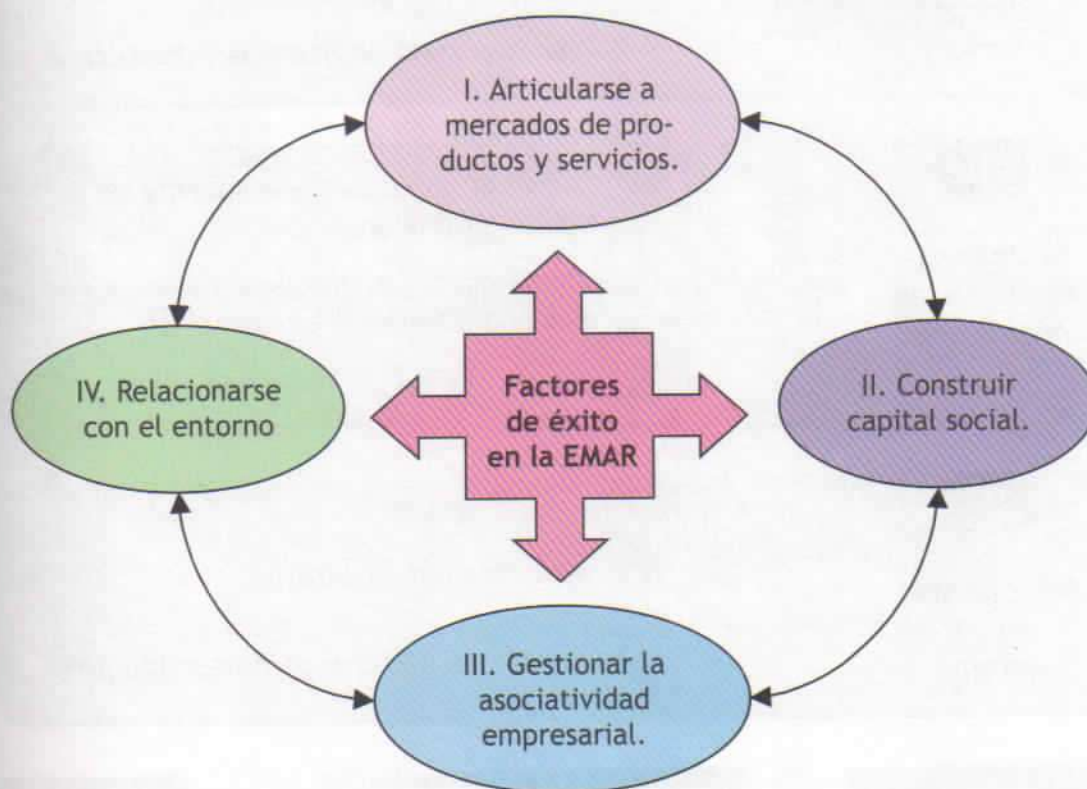 I. Articularse a
mercados de pro-
ductos y servicios.
IV. Relacionarse
con el entorno
Factores
de éxito
en la EMAR
II. Construir
capital social.
III. Gestionar la
asociatividad
empresarial.